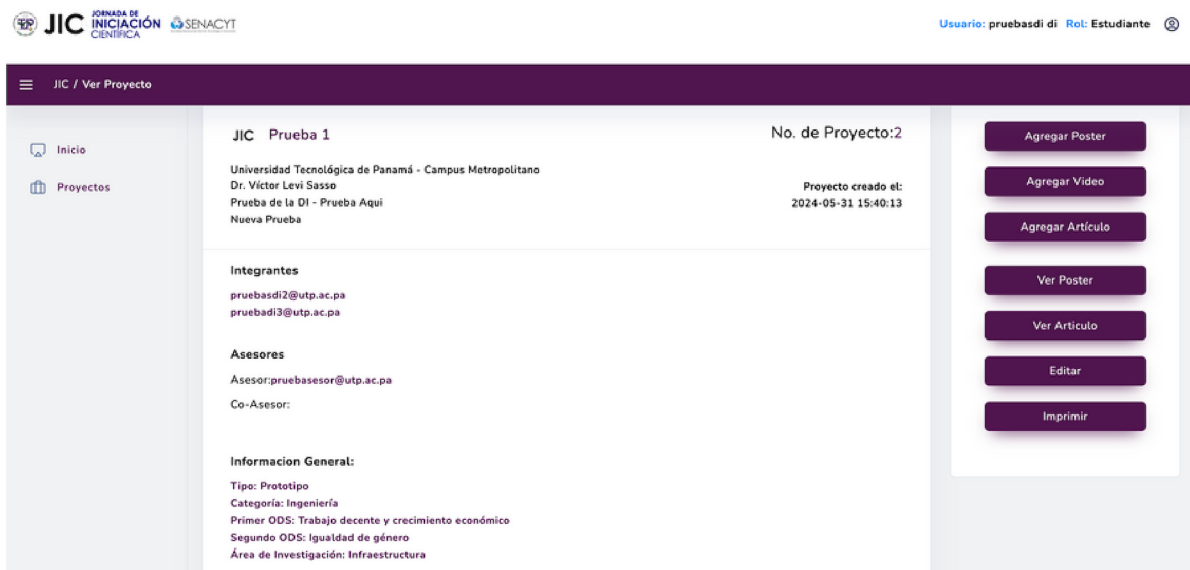 JIC JORNADA DE INICIACIÓN CIENTÍFICA SENACYT
Usuario: pruebasdi di Rol: Estudiante
JIC / Ver Proyecto
Inicio
Proyectos
JIC Prueba 1
No. de Proyecto:2
Universidad Tecnológica de Panamá - Campus Metropolitano
Dr. Víctor Levi Sasso
Prueba de la DI - Prueba Aqui
Nueva Prueba
Proyecto creado el:
2024-05-31 15:40:13
Integrantes
pruebasdi2@utp.ac.pa
pruebadi3@utp.ac.pa
Asesores
Asesor:pruebasesor@utp.ac.pa
Co-Asesor:
Informacion General:
Tipo: Prototipo
Categoría: Ingeniería
Primer ODS: Trabajo decente y crecimiento económico
Segundo ODS: Igualdad de género
Área de Investigación: Infraestructura
Agregar Poster
Agregar Video
Agregar Artículo
Ver Poster
Ver Articulo
Editar
Imprimir